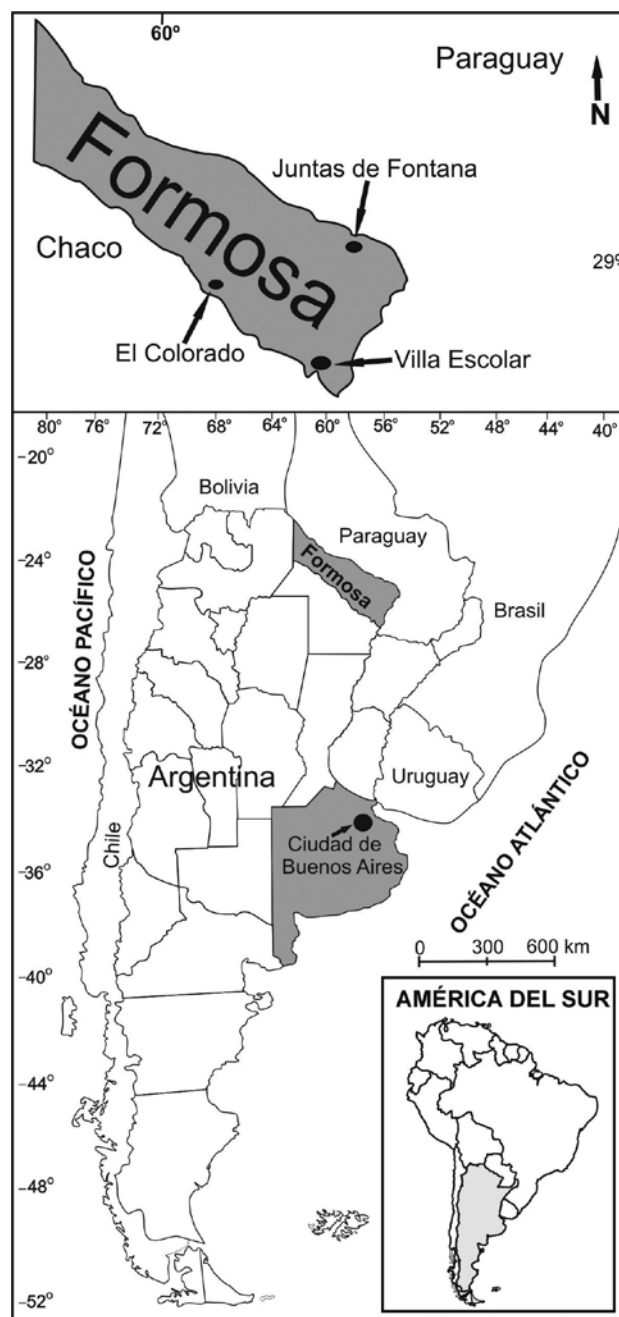 60º
Paraguay
N
Juntas de Fontana
Formosa
Chaco
29º
El Colorado
Villa Escolar
80º 76º 72º 68º 64º 60º 56º 52º 48º 44º 40º
-20º
Bolivia
Paraguay
-24º
Formosa
Brasil
OCÉANO PACÍFICO
-28º
-32º
Argentina
Uruguay
Chile
Ciudad de
Buenos Aires
-36º
OCÉANO ATLÁNTICO
0 300 600 km
-40º
AMÉRICA DEL SUR
-44º
-48º
-52º